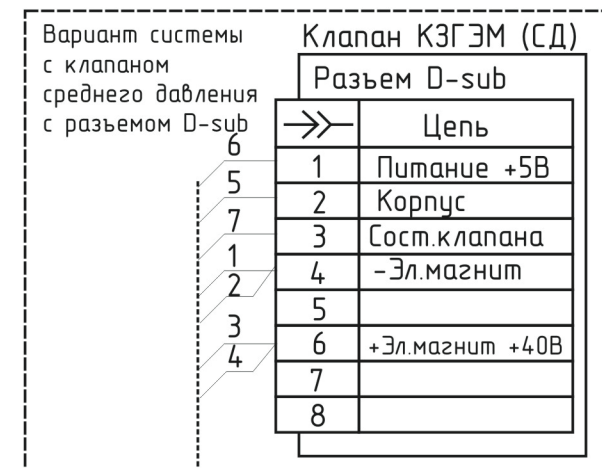 Вариант системы
с клапаном
среднего давления
с разъемом D-sub
Клапан КЗГЭМ (СД)
Разъем D-sub
Цепь
6
1 Питание +5В
5
2 Корпус
7
3 Сост.клапана
1
4 -Эл.магнит
2
5
3
6 +Эл.магнит +40В
4
7
8